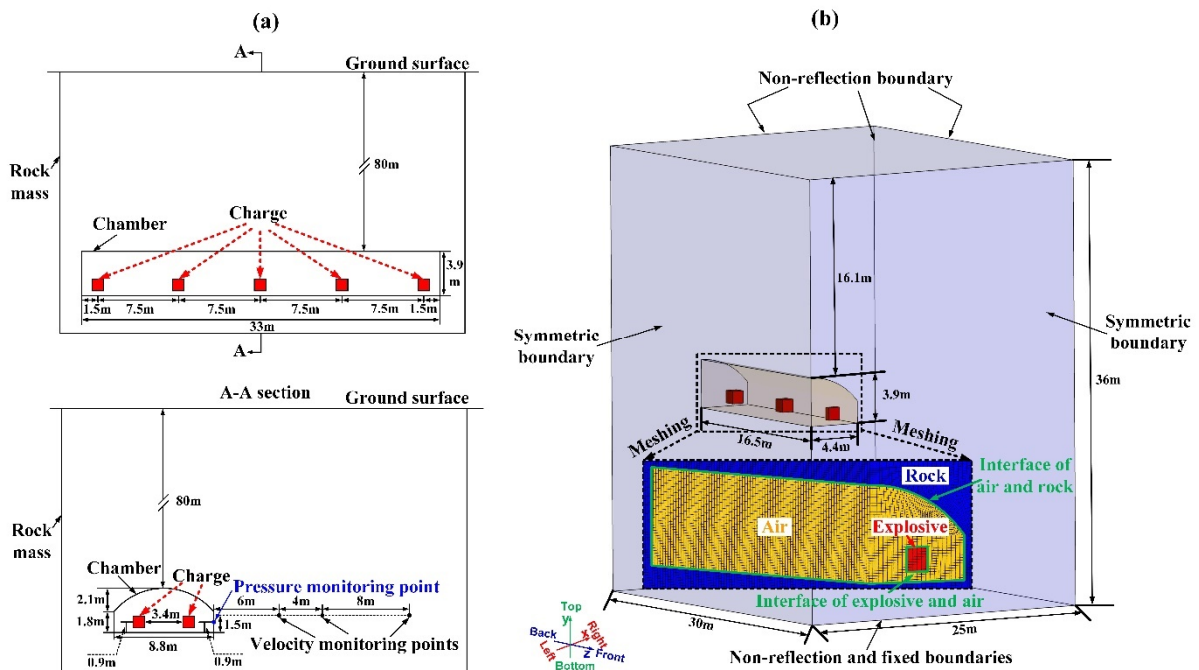 (a)
A
Ground surface
80m
Rock
mass
Chamber
Charge
3.9
m
1.5m
7.5m
7.5m
7.5m
7.5m
1.5m
33m
A
A-A section
Ground surface
80m
Rock
mass
Chamber
Charge
Pressure monitoring point
2.1m
1.8m
3.4m
6m
4m
8m
1.5m
Velocity monitoring points
8.8m
0.9m
0.9m
(b)
Non-reflection boundary
16.1m
Symmetric
boundary
Symmetric
boundary
36m
3.9m
Meshing
16.5m
4.4m
Meshing
Rock
Interface of
air and rock
Air
Explosive
Interface of explosive and air
30m
25m
Top
y
Back
Right
x
Left
z
Front
Bottom
Non-reflection and fixed boundaries